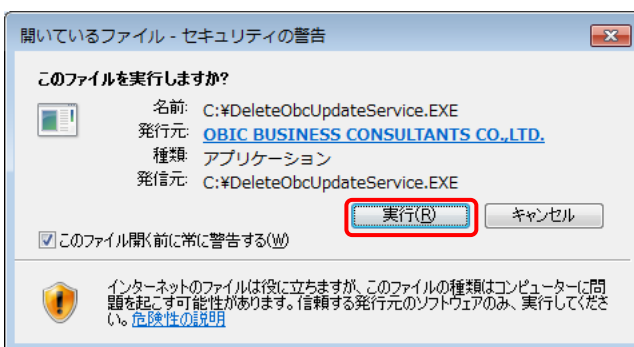 開いているファイル - セキュリティの警告
このファイルを実行しますか?
名前: C:¥DeleteObcUpdateService.EXE
発行元: OBIC BUSINESS CONSULTANTS CO.,LTD.
種類: アプリケーション
発信元: C:¥DeleteObcUpdateService.EXE
実行(R) キャンセル
このファイル開く前に常に警告する(W)
インターネットのファイルは役に立ちますが、このファイルの種類はコンピューターに問
題を起こす可能性があります。信頼する発行元のソフトウェアのみ、実行してくださ
い。危険性の説明